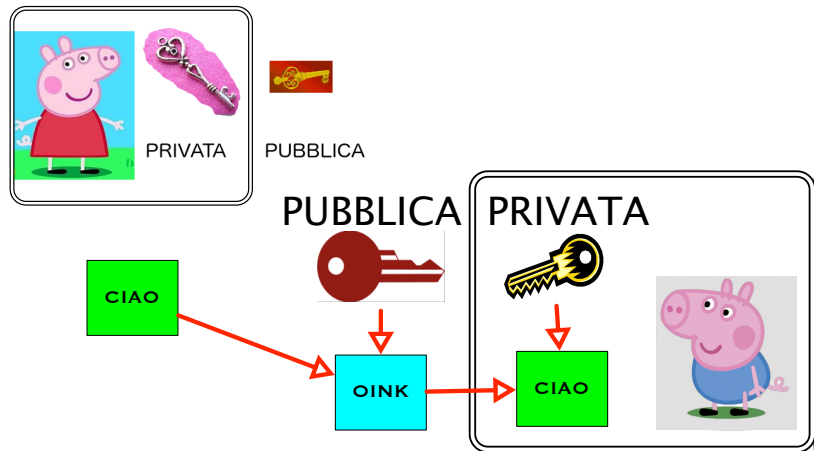 PRIVATA
PUBBLICA
PUBBLICA
PRIVATA
CIAO
OINK
CIAO